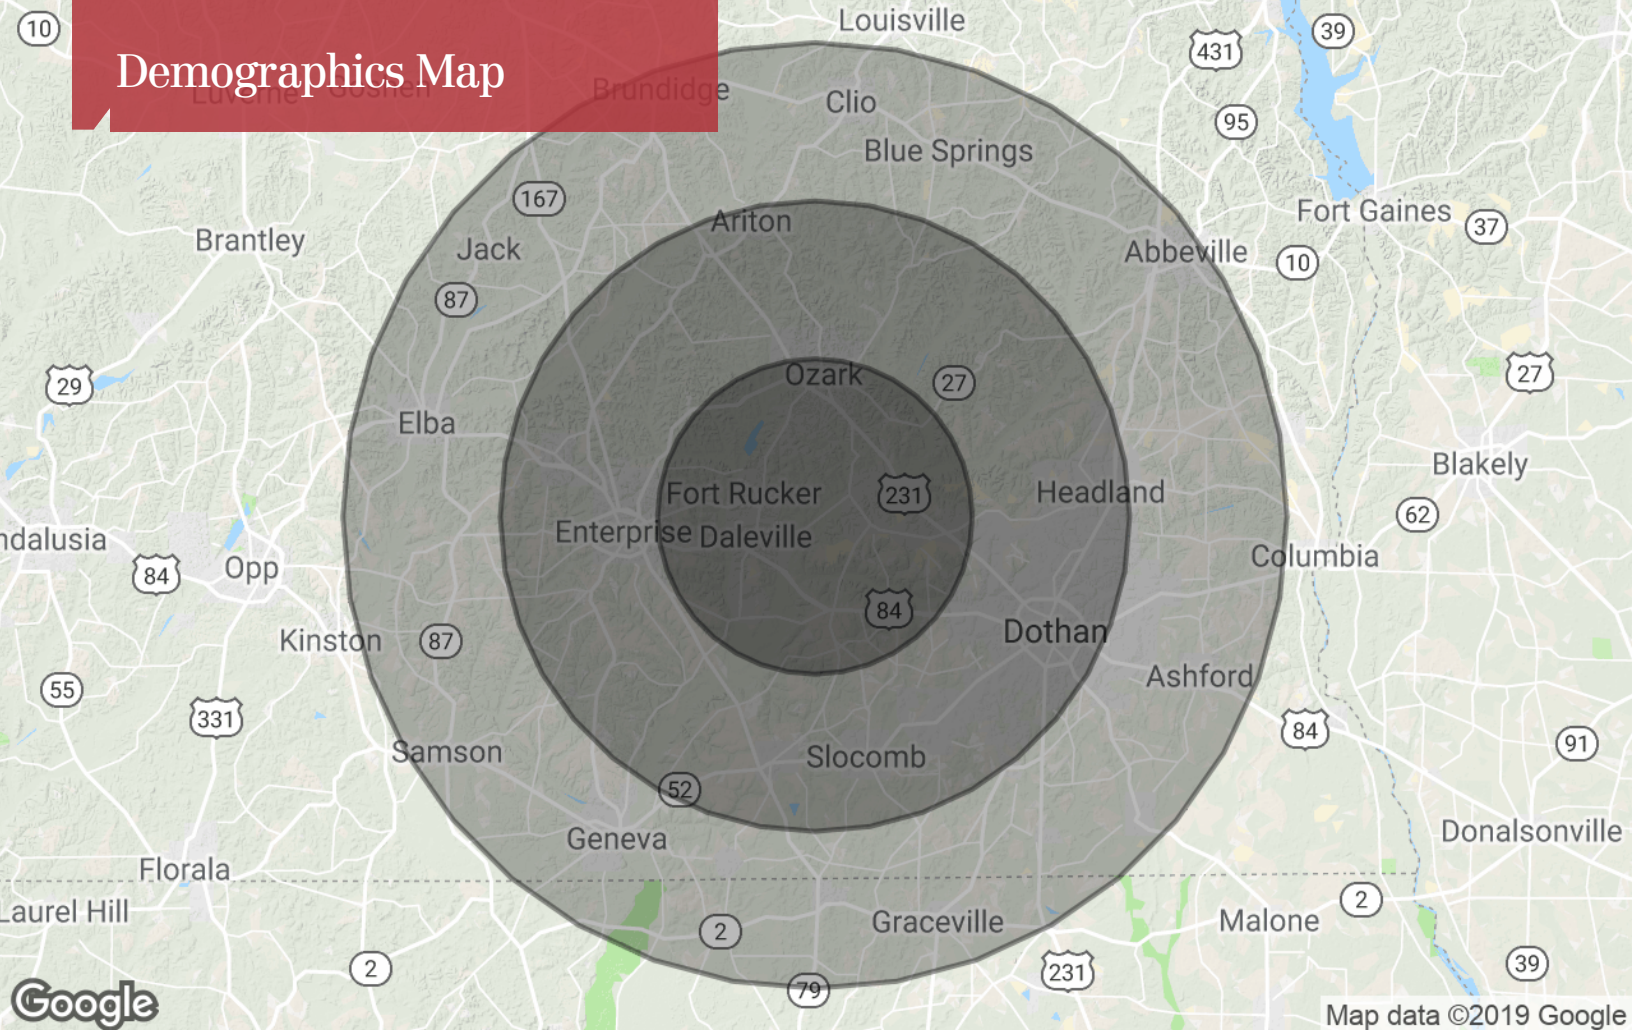 10
Louisville
39
431
Demographics Map
Luverne
Goshen
Brundidge
Clio
95
Blue Springs
167
Ariton
Fort Gaines
37
Brantley
Jack
Abbeville
10
87
29
Ozark
27
27
Elba
Blakely
Fort Rucker
231
Headland
62
ndalusia
Enterprise
Daleville
Columbia
84
Opp
84
Kinston
87
Dothan
Ashford
55
331
84
91
Samson
Slocomb
52
Geneva
Donalsonville
Florala
Laurel Hill
2
Graceville
Malone
2
2
231
39
79
Google
Map data ©2019 Google